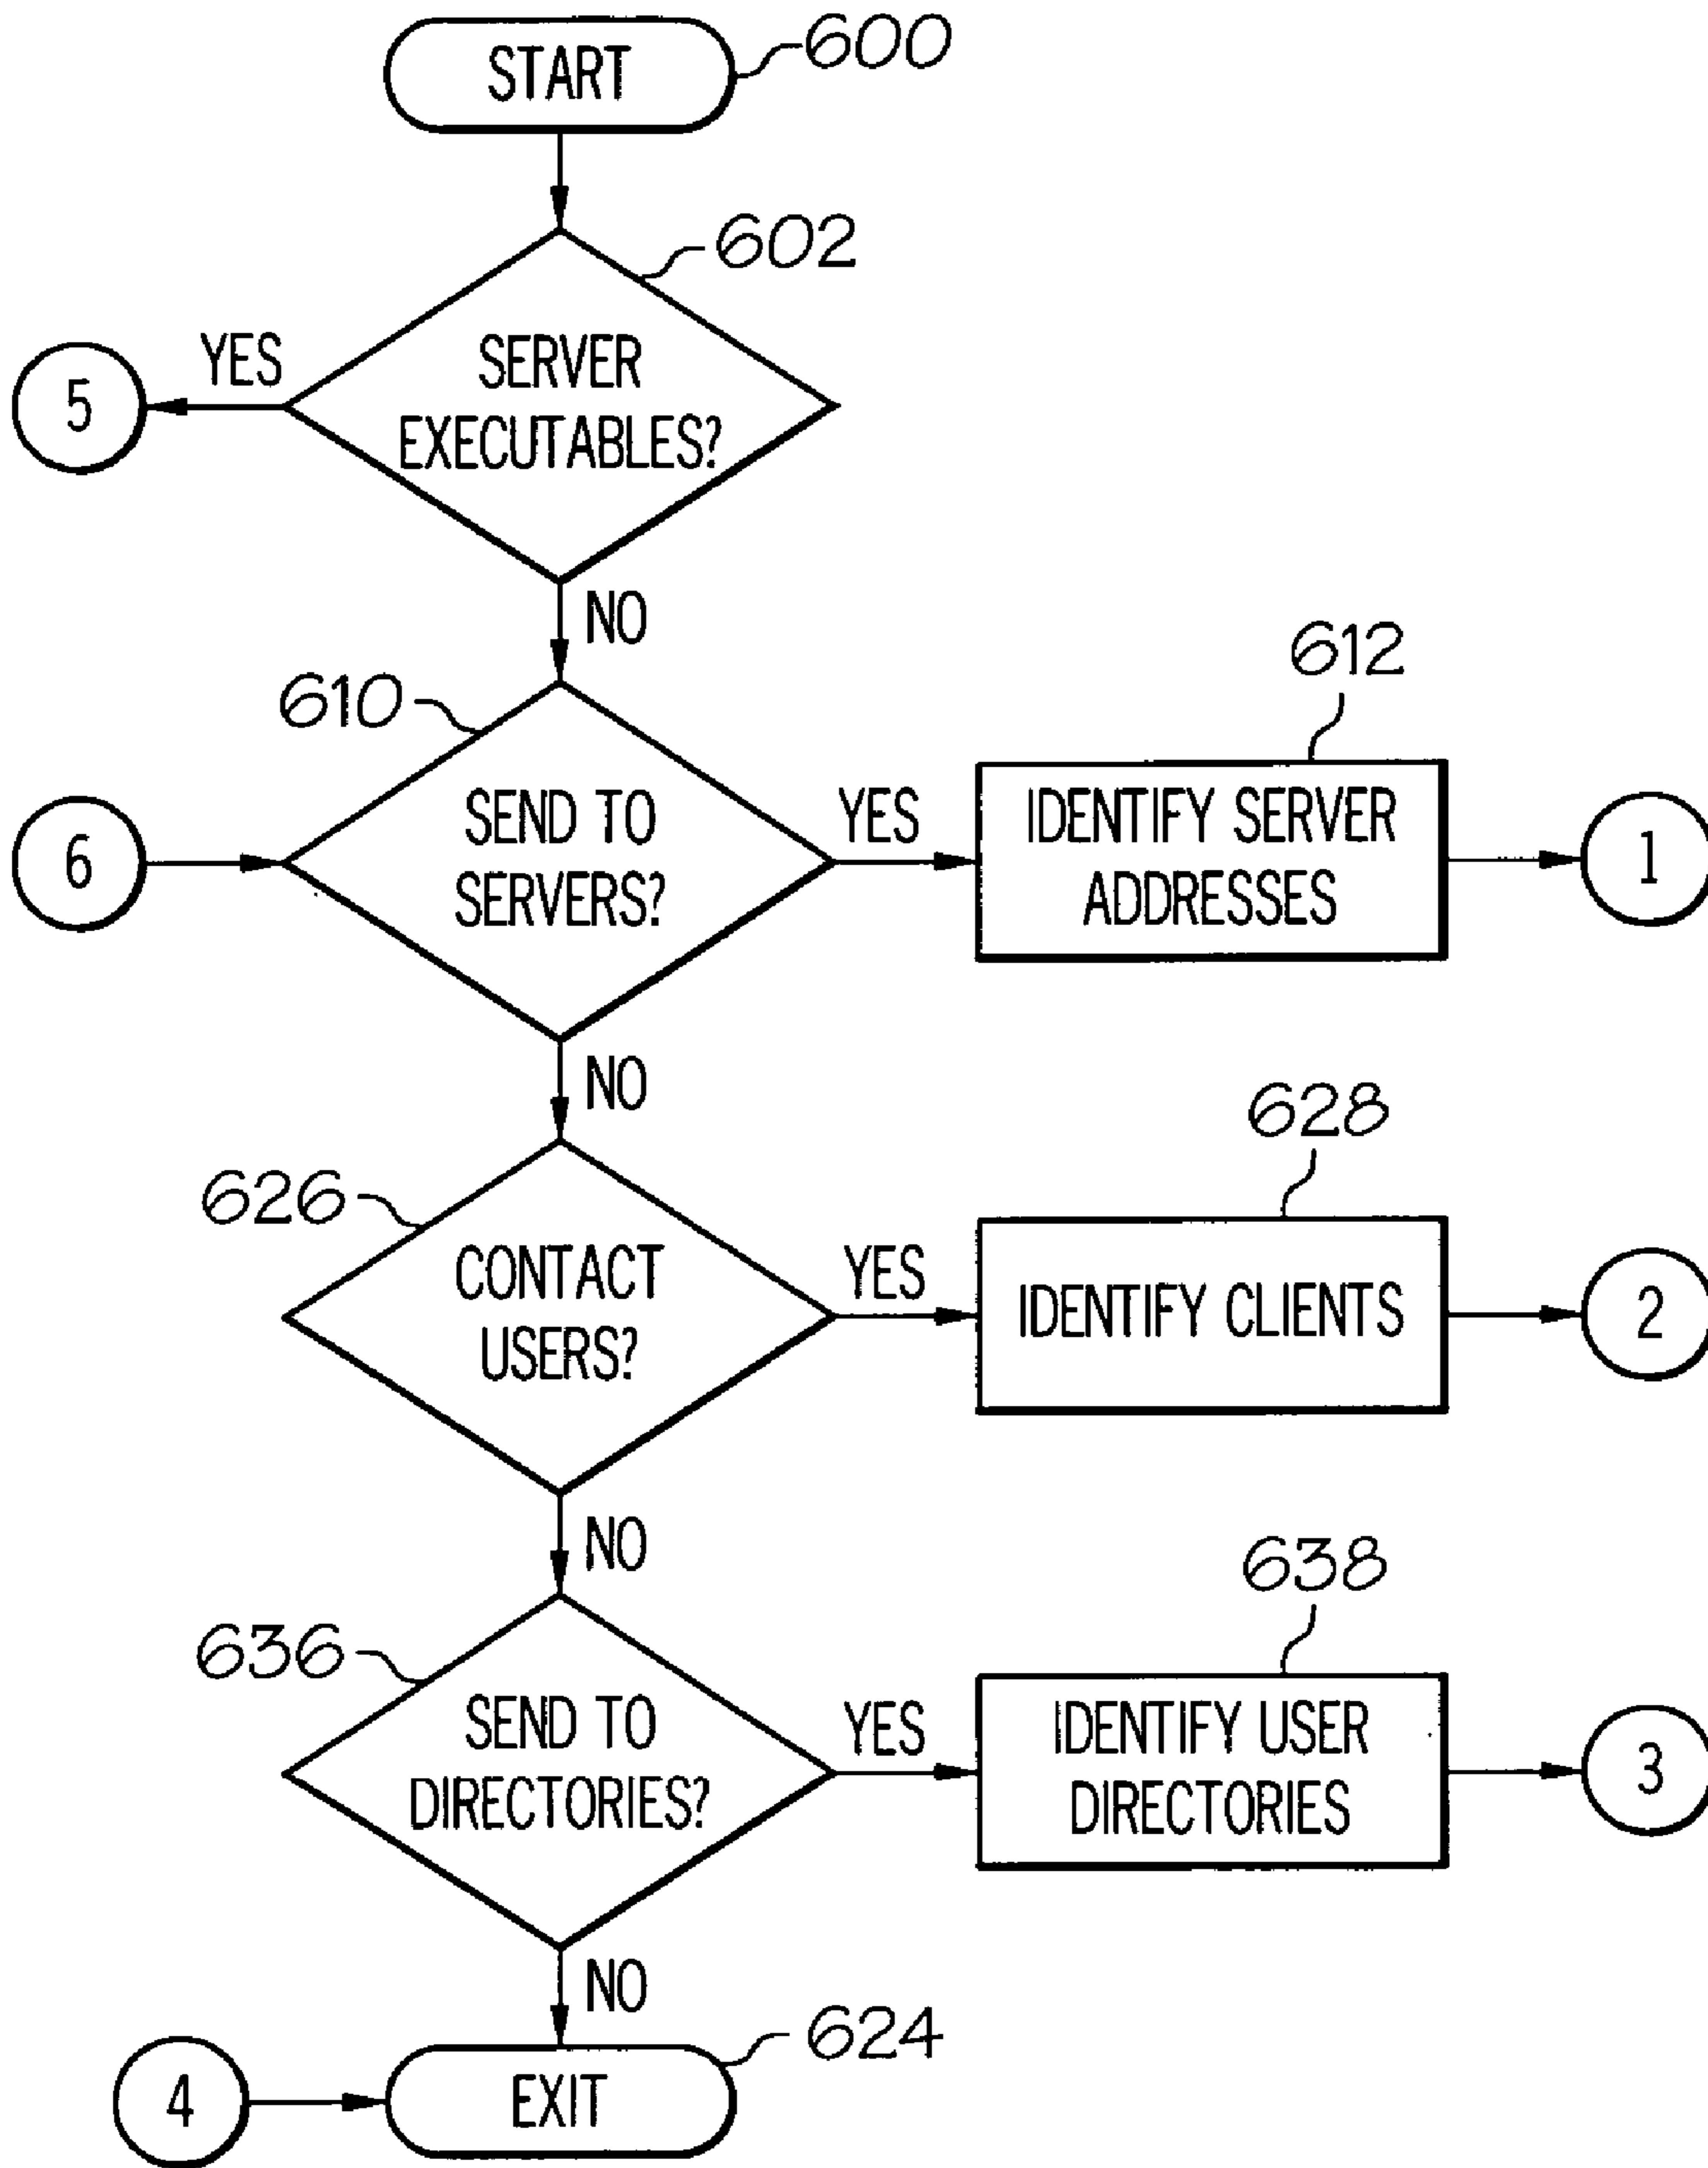 START
600
602
YES
SERVER
EXECUTABLES?
5
NO
610
612
6
SEND TO
SERVERS?
YES
IDENTIFY SERVER
ADDRESSES
1
NO
626
628
CONTACT
USERS?
YES
IDENTIFY CLIENTS
2
NO
636
638
SEND TO
DIRECTORIES?
YES
IDENTIFY USER
DIRECTORIES
3
NO
624
4
EXIT